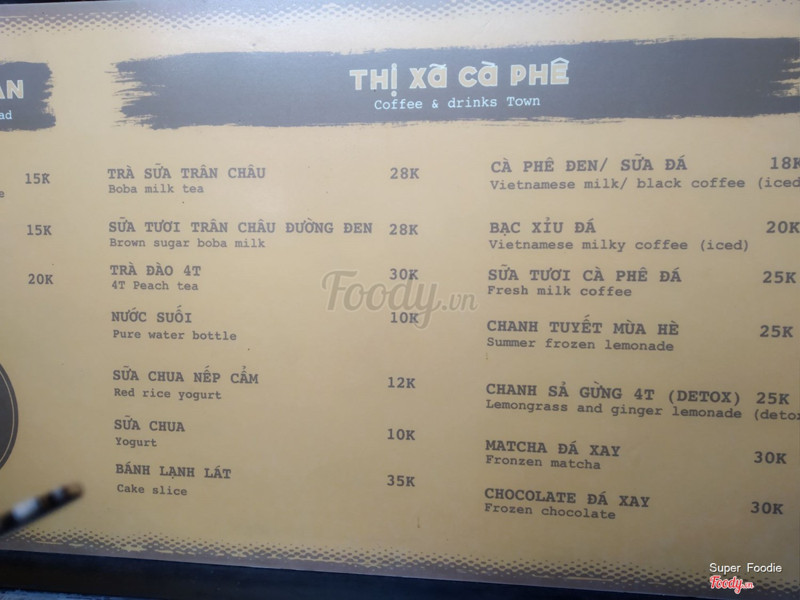 AN
ad
15K
15K
20K
THỊ XÃ CÀ PHÊ
Coffee & drinks Town
TRÀ SỮA TRÂN CHÂU 28K
Boba milk tea
SỮA TƯƠI TRÂN CHÂU ĐƯỜNG ĐEN 28K
Brown sugar boba milk
TRÀ ĐÀO 4T 30K
4T Peach tea
NƯỚC SUỐI 10K
Pure water bottle
SỮA CHUA NẾP CẨM 12K
Red rice yogurt
SỮA CHUA 10K
Yogurt
BÁNH LẠNH LÁT 35K
Cake slice
CÀ PHÊ ĐEN/ SỮA ĐÁ 18K
Vietnamese milk/ black coffee (iced
BẠC XỈU ĐÁ 20K
Vietnamese milky coffee (iced)
SỮA TƯƠI CÀ PHÊ ĐÁ 25K
Fresh milk coffee
CHANH TUYẾT MÙA HÈ 25K
Summer frozen lemonade
CHANH SẢ GỪNG 4T (DETOX) 25K
Lemongrass and ginger lemonade (detox
MATCHA ĐÁ XAY 30K
Fronzen matcha
CHOCOLATE ĐÁ XAY 30K
Frozen chocolate
Foody.vn
Super Foodie
Foody.vn